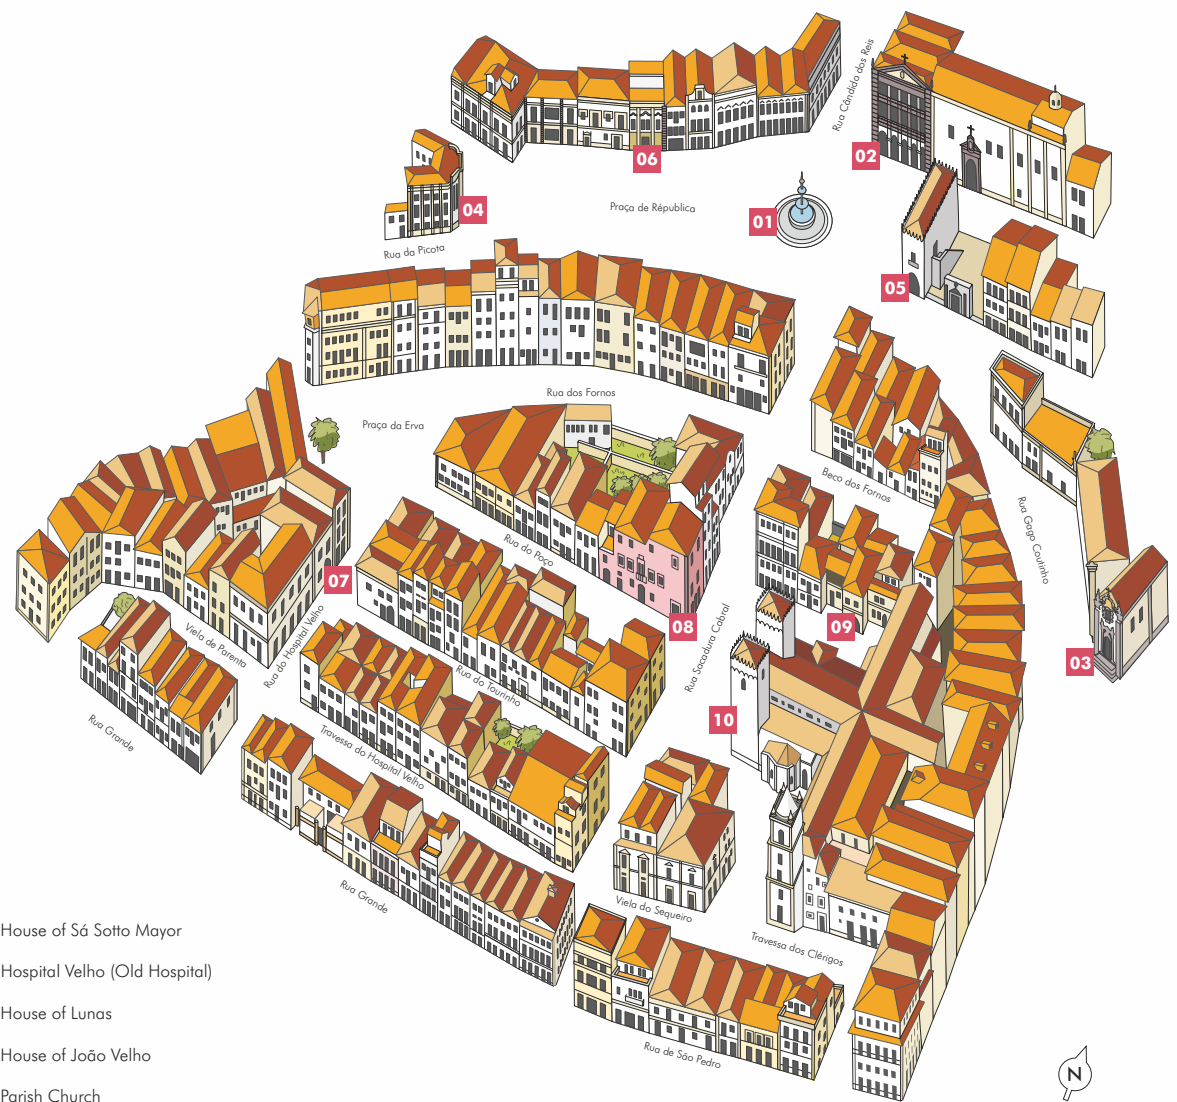 Rua Cândido dos Reis
02
06
03
04
Praça de Républica
01
Rua da Picota
05
Rua dos Fornos
Praça da Erva
Beco dos Fornos
Rua Gago Coutinho
Rua do Poço
07
Rua do Hospital Velho
Viela de Parenta
08
Rua Sacadura Cabral
09
Rua do Tourinho
10
Rua Grande
Travessa do Hospital Velho
Rua Grande
Viela do Sequeiro
Travessa dos Clérigos
Rua de São Pedro
House of Sá Sotto Mayor
Hospital Velho (Old Hospital)
House of Lunas
House of João Velho
Parish Church
N